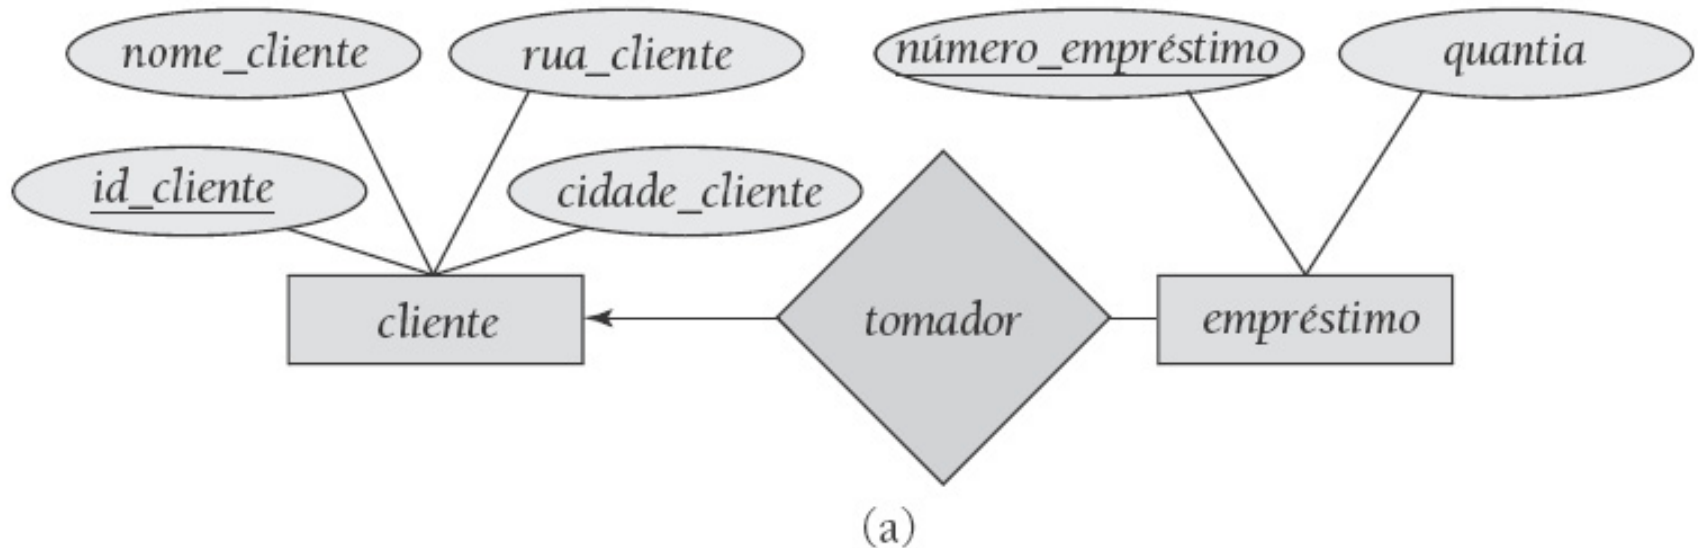 nome_cliente
rua_cliente
número_empréstimo
quantia
id_cliente
cidade_cliente
cliente
tomador
empréstimo
(a)